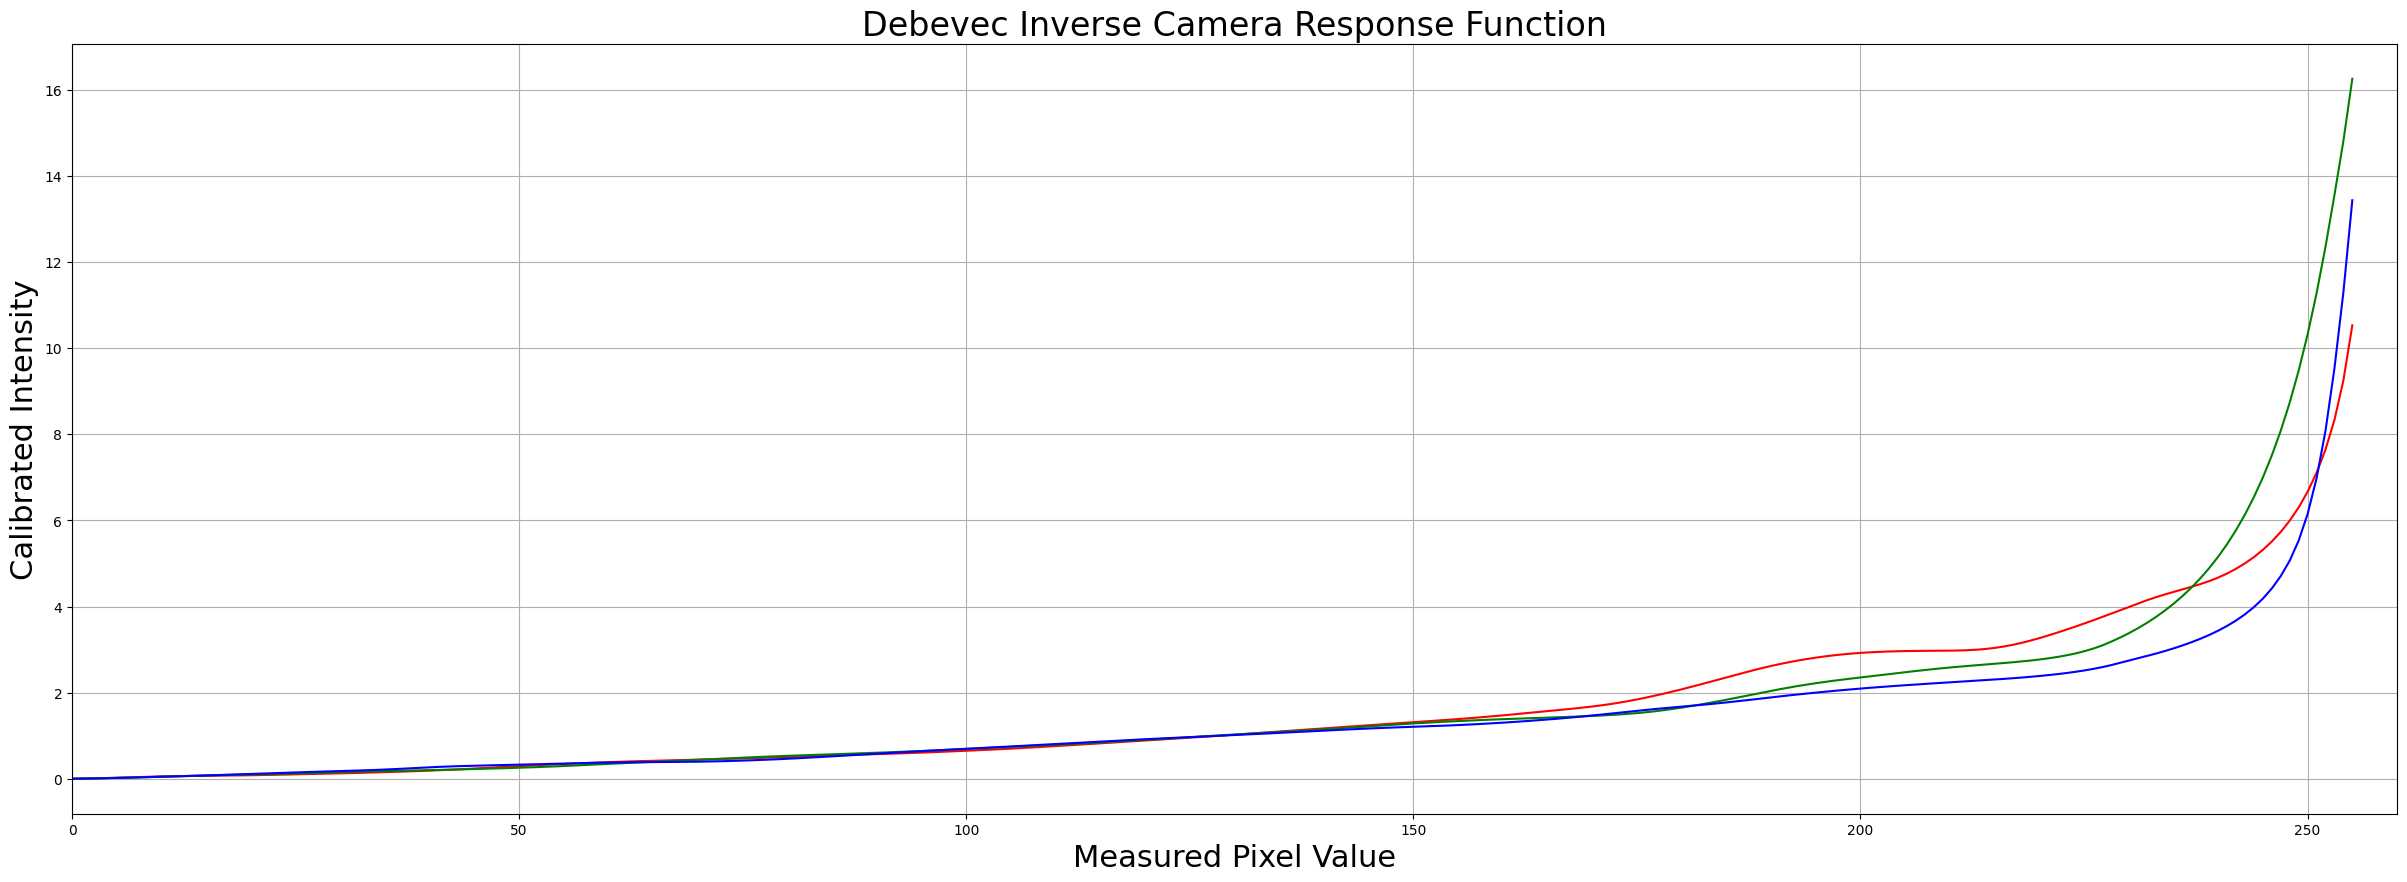 Debevec Inverse Camera Response Function
Calibrated Intensity
16
14
12
10
8
6
4
2
0
0 50 100 150 200 250
Measured Pixel Value